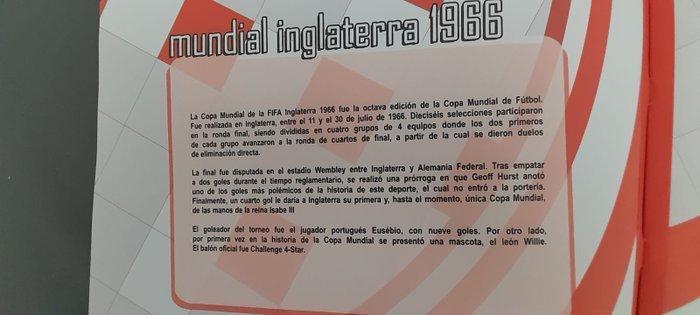 mundial inglaterra 1966
La Copa Mundial de la FIFA Inglaterra 1966 fue la octava edición de la Copa Mundial de Fútbol.
Fue realizada en Inglaterra, entre el 11 y el 30 de julio de 1966. Dieciséis selecciones participaron
en la ronda final, siendo divididas en cuatro grupos de 4 equipos donde los dos primeros
de cada grupo avanzaron a la ronda de cuartos de final, a partir de la cual se dieron duelos
de eliminación directa.
La final fue disputada en el estadio Wembley entre Inglaterra y Alemania Federal. Tras empatar
a dos goles durante el tiempo reglamentario, se realizó una prórroga en que Geoff Hurst anotó
uno de los goles más polémicos de la historia de este deporte, el cual no entró a la portería.
Finalmente, un cuarto gol le daría a Inglaterra su primera y, hasta el momento, única Copa Mundial,
de las manos de la reina Isabe III
El goleador del torneo fue el jugador portugués Eusébio, con nueve goles. Por otro lado,
por primera vez en la historia de la Copa Mundial se presentó una mascota, el león Willie.
El balón oficial fue Challenge 4-Star.